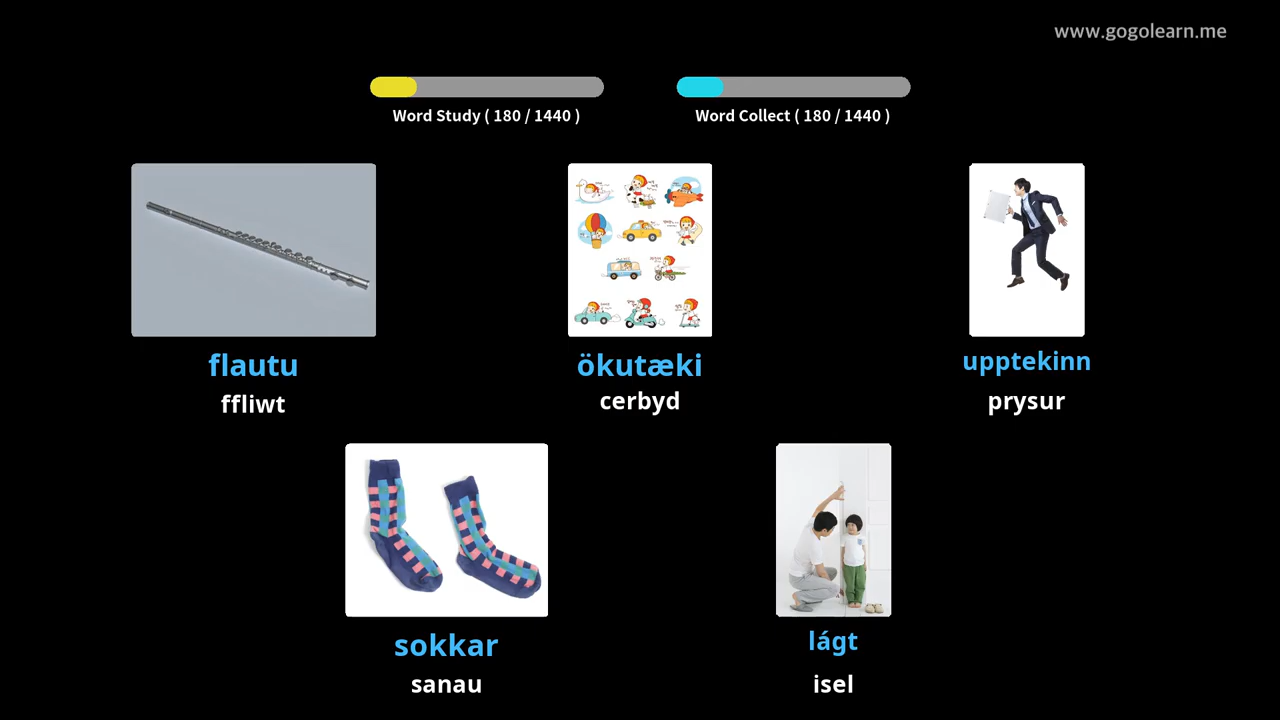 www.gogolearn.me
Word Study ( 180 / 1440 )
Word Collect ( 180 / 1440 )
flautu
ffliwt
ökutæki
cerbyd
upptekinn
prysur
sokkar
sanau
lágt
isel